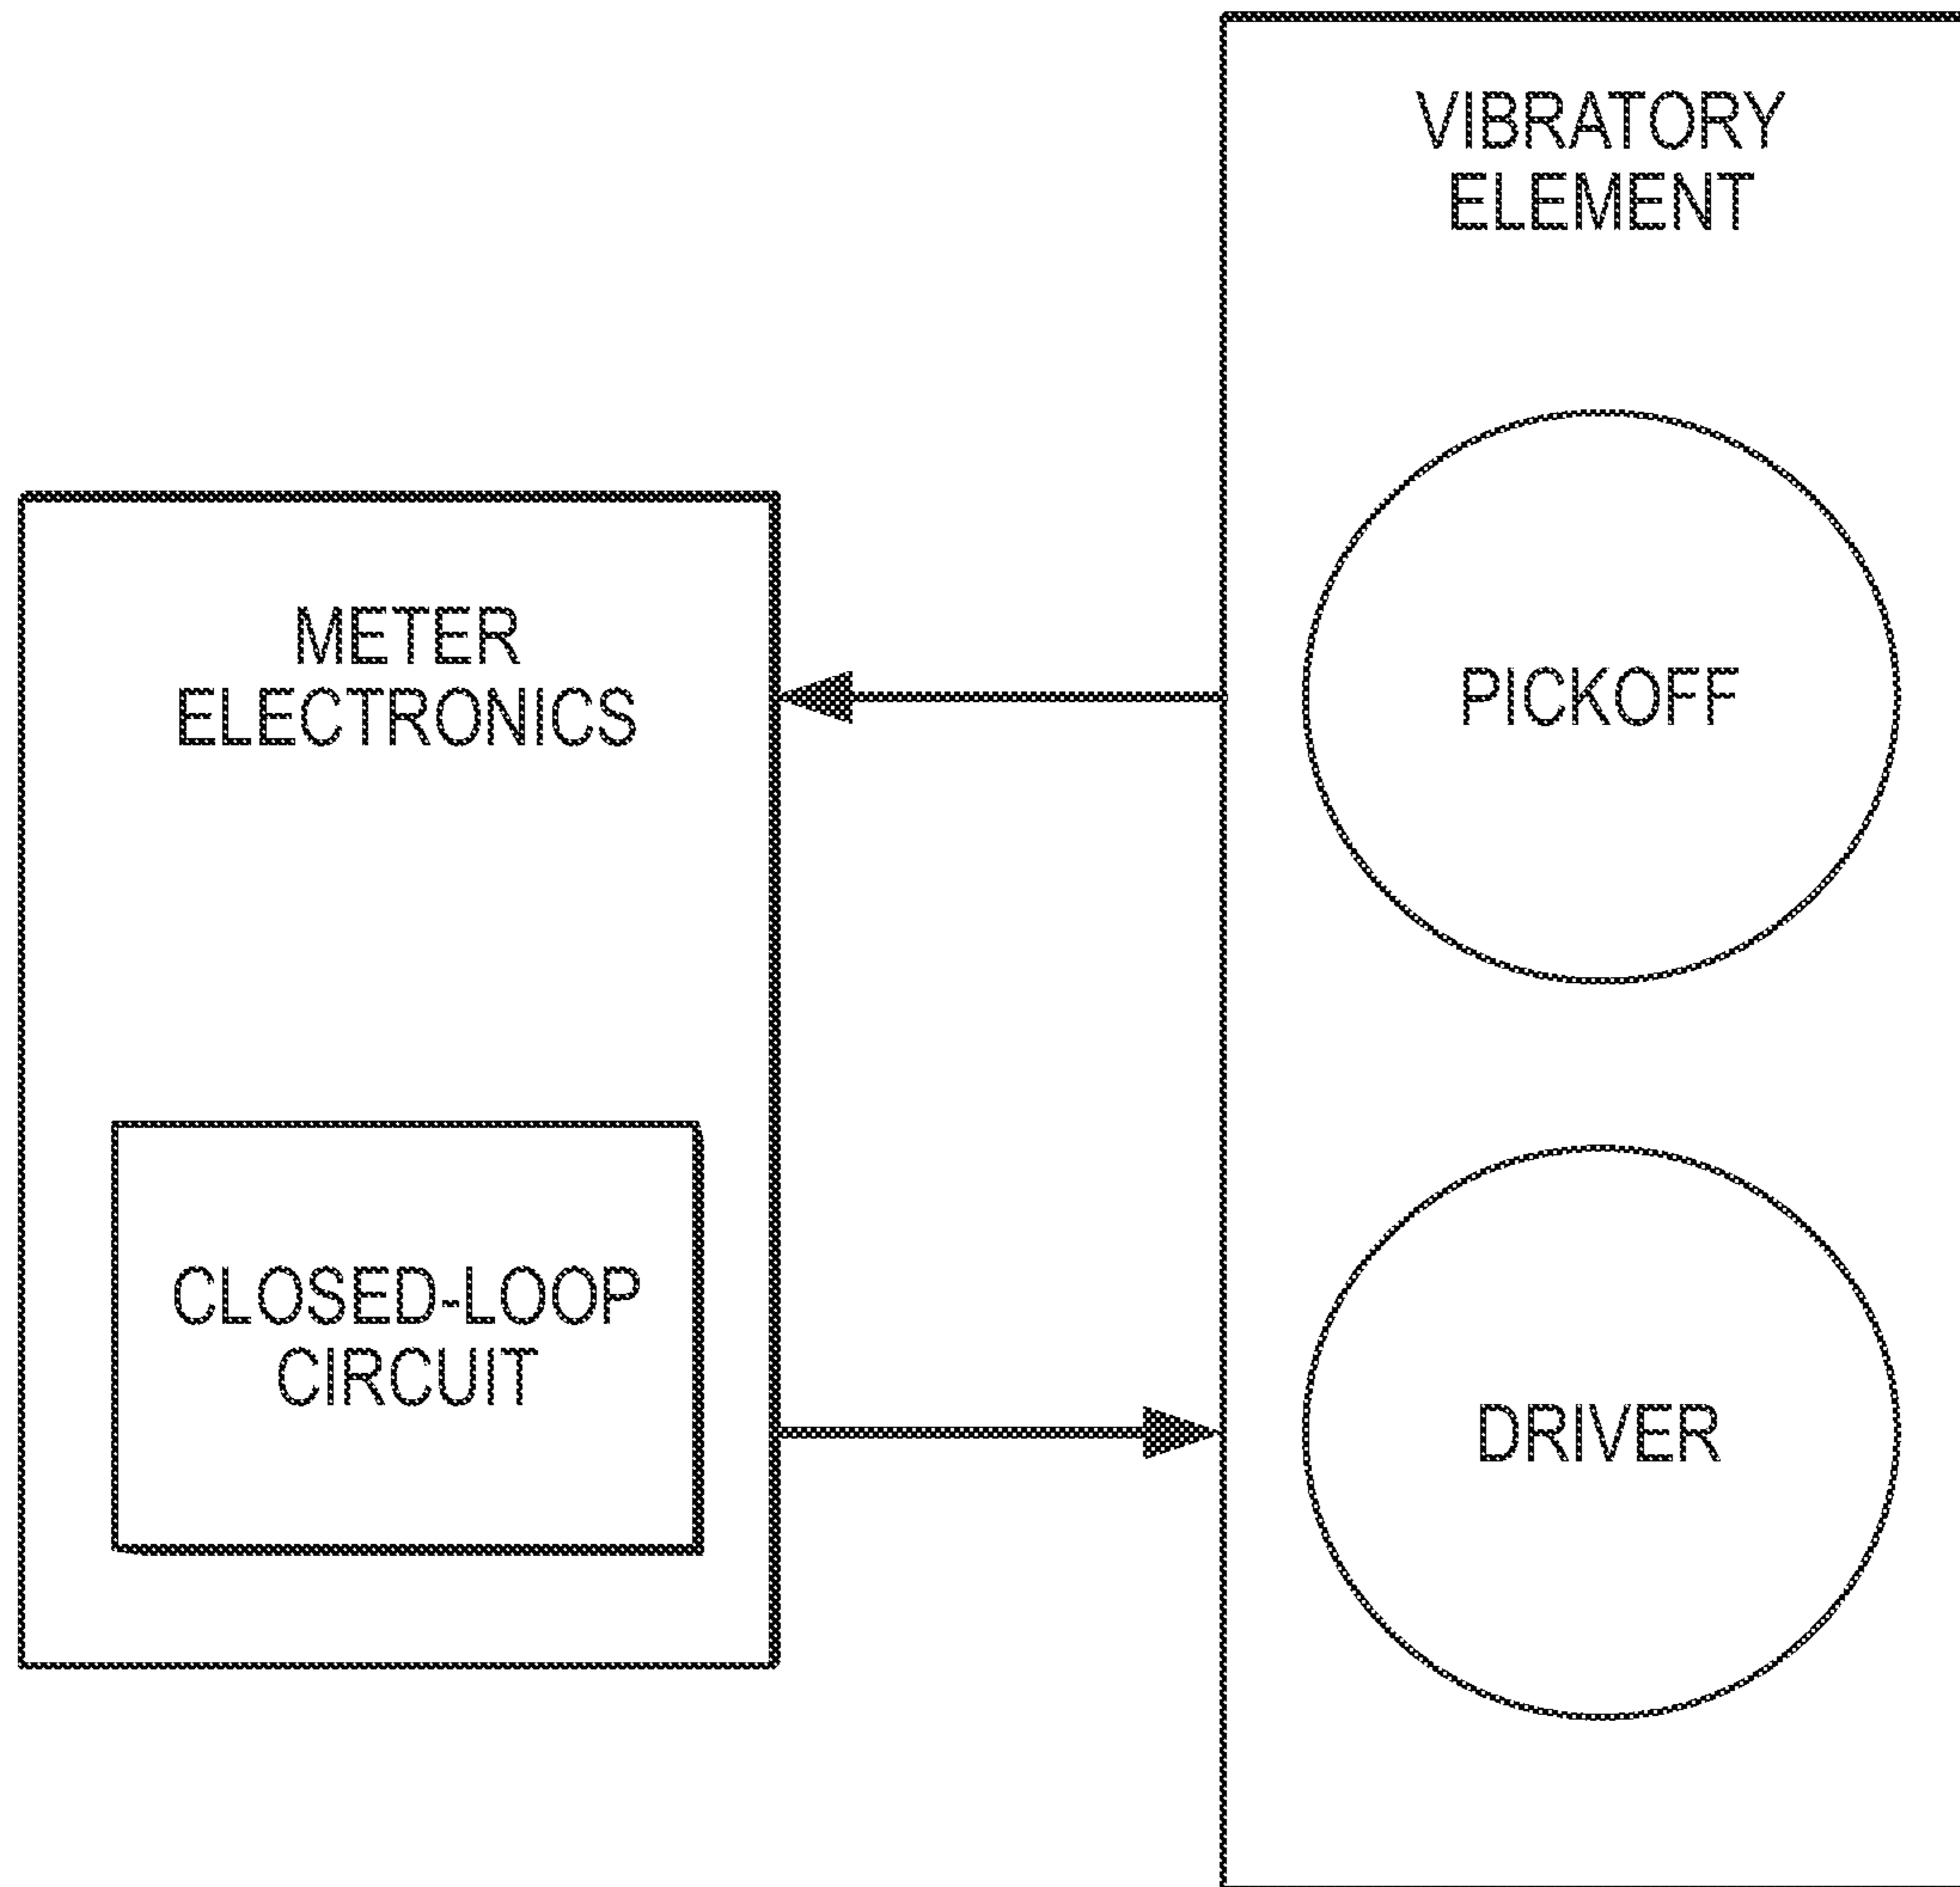 VIBRATORY
ELEMENT
METER
ELECTRONICS
PICKOFF
CLOSED-LOOP
CIRCUIT
DRIVER